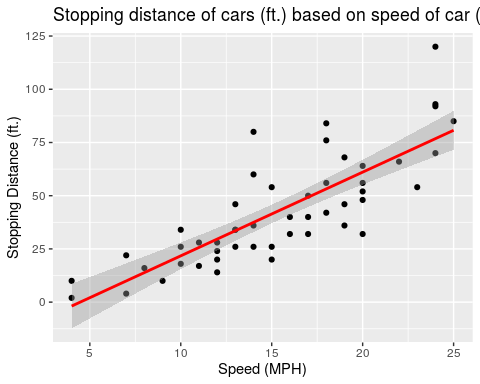 Stopping distance of cars (ft.) based on speed of car (
125
100
75
50
25
0
Stopping Distance (ft.)
5 10 15 20 25
Speed (MPH)